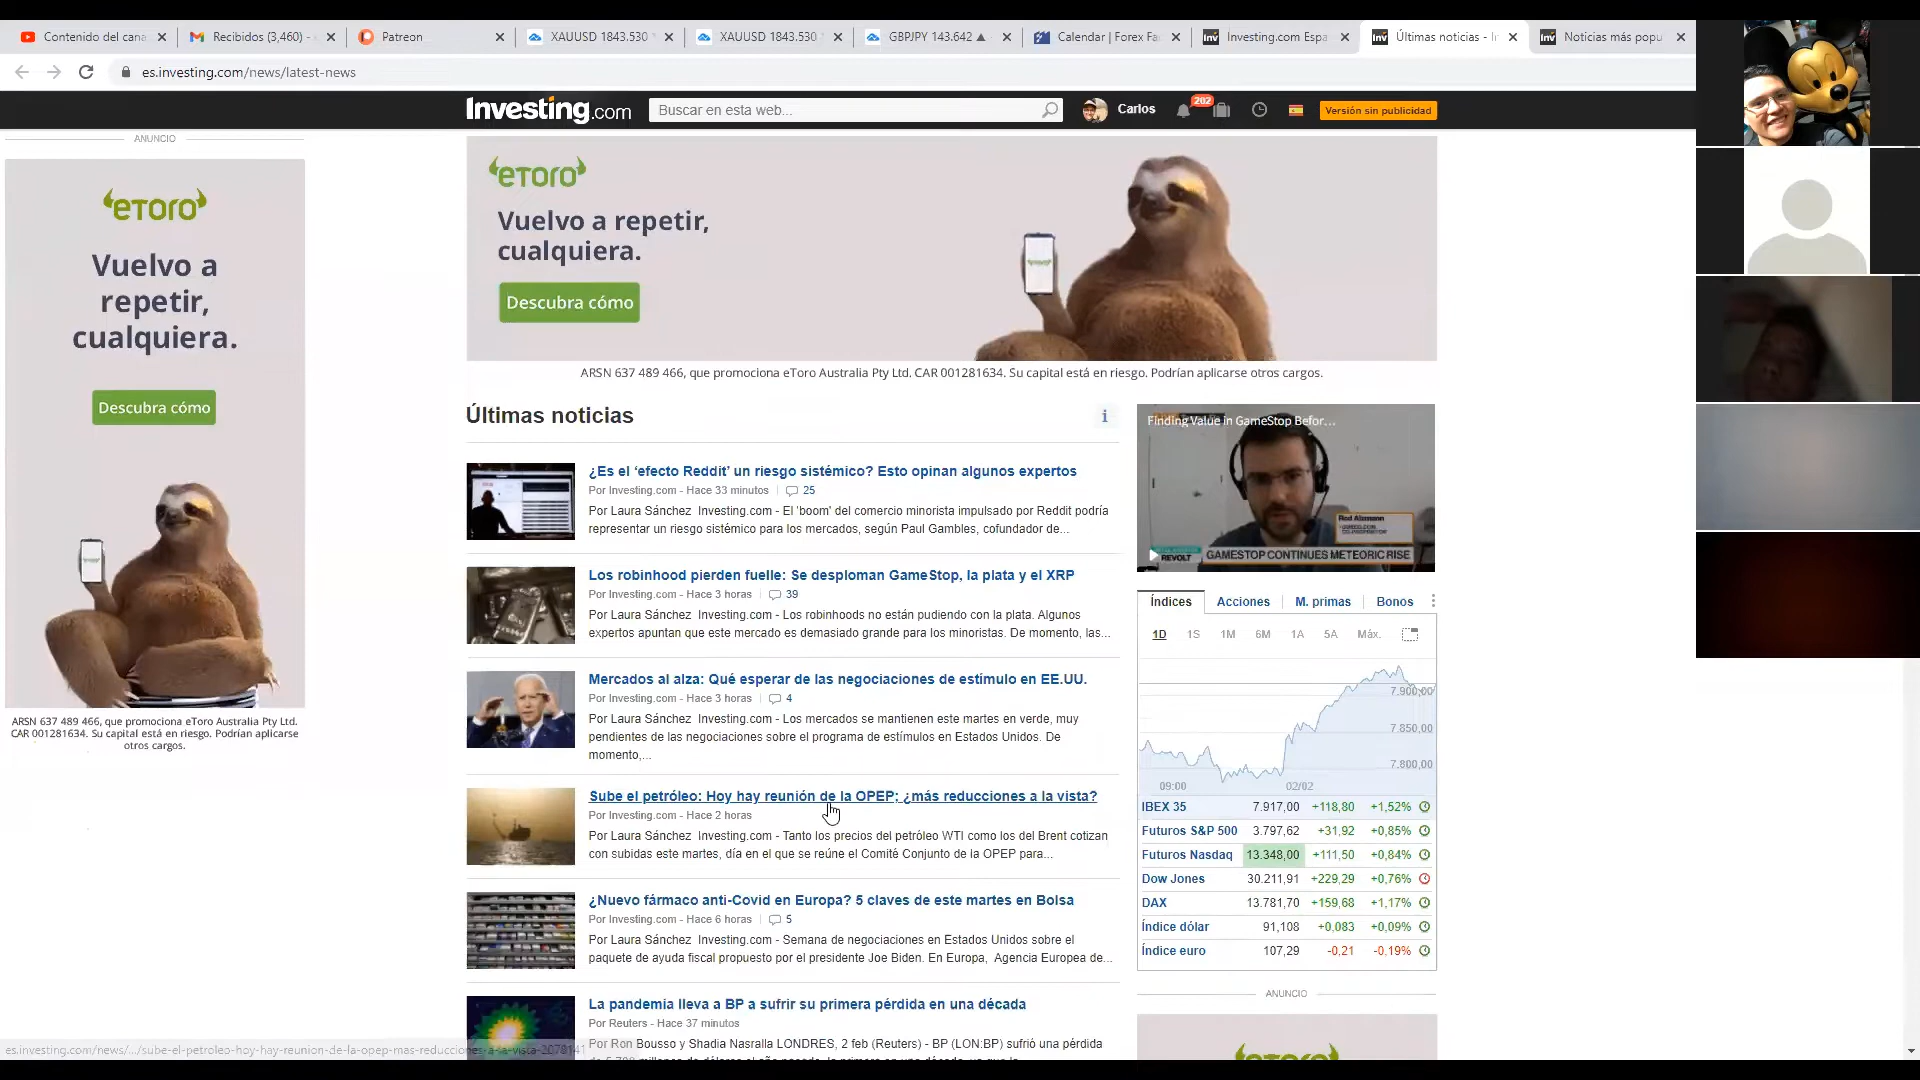 Contenido del cana
Recibidos (3,460) -
Patreon
XAUUSD 1843.530
XAUUSD 1843.530
GBPJPY 143.642 ▲
Calendar | Forex Fa
Investing.com Espa
Últimas noticias - I
Noticias más popu
es.investing.com/news/latest-news
Investing.com
Buscar en esta web...
Carlos
202
Versión sin publicidad
ANUNCIO
eToro
Vuelvo a
repetir,
cualquiera.
Descubra cómo
ARSN 637 489 466, que promociona eToro Australia Pty Ltd.
CAR 001281634. Su capital está en riesgo. Podrían aplicarse
otros cargos.
eToro
Vuelvo a repetir,
cualquiera.
Descubra cómo
ARSN 637 489 466, que promociona eToro Australia Pty Ltd. CAR 001281634. Su capital está en riesgo. Podrían aplicarse otros cargos.
Últimas noticias
i
¿Es el ‘efecto Reddit’ un riesgo sistémico? Esto opinan algunos expertos
Por Investing.com - Hace 33 minutos | 25
Por Laura Sánchez Investing.com - El 'boom' del comercio minorista impulsado por Reddit podría
representar un riesgo sistémico para los mercados, según Paul Gambles, cofundador de...
Los robinhood pierden fuelle: Se desploman GameStop, la plata y el XRP
Por Investing.com - Hace 3 horas | 39
Por Laura Sánchez Investing.com - Los robinhoods no están pudiendo con la plata. Algunos
expertos apuntan que este mercado es demasiado grande para los minoristas. De momento, las...
Mercados al alza: Qué esperar de las negociaciones de estímulo en EE.UU.
Por Investing.com - Hace 3 horas | 4
Por Laura Sánchez Investing.com - Los mercados se mantienen este martes en verde, muy
pendientes de las negociaciones sobre el programa de estímulos en Estados Unidos. De
momento,...
Sube el petróleo: Hoy hay reunión de la OPEP; ¿más reducciones a la vista?
Por Investing.com - Hace 2 horas
Por Laura Sánchez Investing.com - Tanto los precios del petróleo WTI como los del Brent cotizan
con subidas este martes, día en el que se reúne el Comité Conjunto de la OPEP para...
¿Nuevo fármaco anti-Covid en Europa? 5 claves de este martes en Bolsa
Por Investing.com - Hace 6 horas | 5
Por Laura Sánchez Investing.com - Semana de negociaciones en Estados Unidos sobre el
paquete de ayuda fiscal propuesto por el presidente Joe Biden. En Europa, Agencia Europea de...
La pandemia lleva a BP a sufrir su primera pérdida en una década
Por Reuters - Hace 37 minutos
Por Ron Bousso y Shadia Nasralla LONDRES, 2 feb (Reuters) - BP (LON:BP) sufrió una pérdida
Finding Value in GameStop Befor...
Rod Alzmann
REVOLT
GAMESTOP CONTINUES METEORIC RISE
Índices | Acciones | M. primas | Bonos
1D 1S 1M 6M 1A 5A Máx.
7.900,00
7.850,00
7.800,00
09:00 02/02
IBEX 35 7.917,00 +118,80 +1,52%
Futuros S&P 500 3.797,62 +31,92 +0,85%
Futuros Nasdaq 13.348,00 +111,50 +0,84%
Dow Jones 30.211,91 +229,29 +0,76%
DAX 13.781,70 +159,68 +1,17%
Índice dólar 91,108 +0,083 +0,09%
Índice euro 107,29 -0,21 -0,19%
ANUNCIO
eToro
es.investing.com/news/.../sube-el-petroleo-hoy-hay-reunion-de-la-opep-mas-reducciones-a-la-vista-2078141